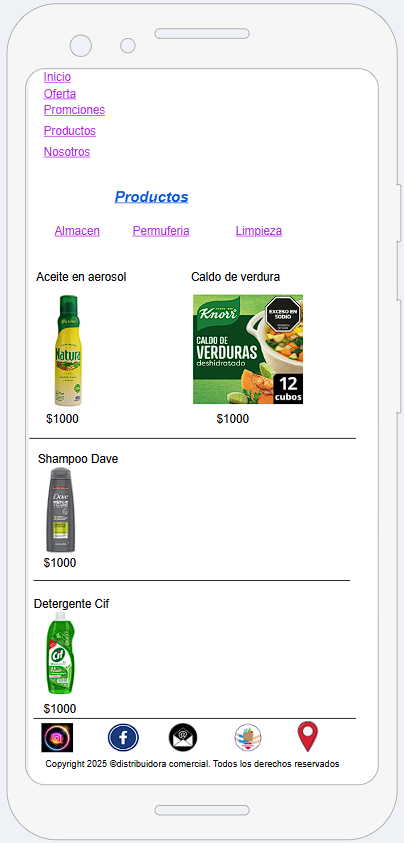 Inicio
Oferta
Promciones
Productos
Nosotros
Productos
Almacen Permuferia Limpieza
Aceite en aerosol Caldo de verdura
Natura
Knorr
EXCESO EN
SODIO
CALDO DE
VERDURAS
deshidratado
12
cubos
$1000 $1000
Shampoo Dave
Dove
$1000
Detergente Cif
Cif
$1000
Copyright 2025 ©distribuidora comercial. Todos los derechos reservados